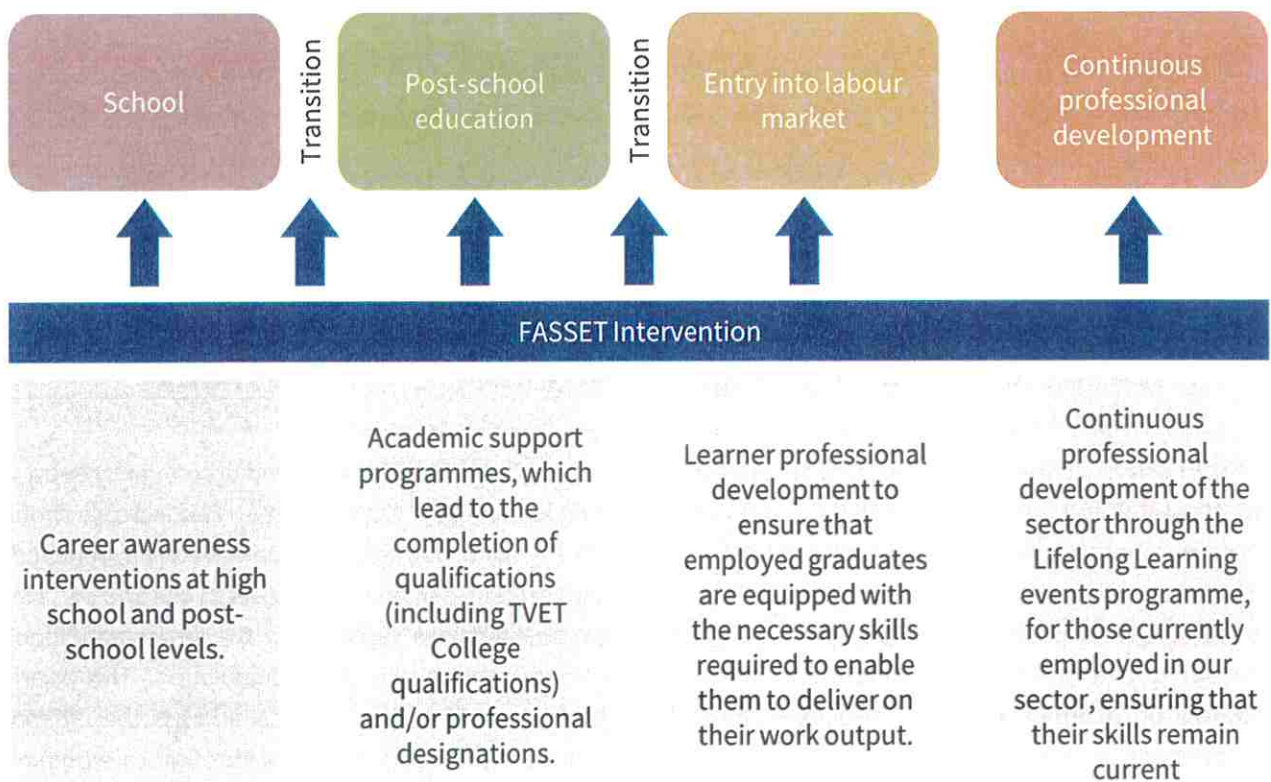 School
Transition
Post-school
education
Transition
Entry into labour
market
Continuous
professional
development
FASSET Intervention
Career awareness
interventions at high
school and post-
school levels.
Academic support
programmes, which
lead to the
completion of
qualifications
(including TVET
College
qualifications)
and/or professional
designations.
Learner professional
development to
ensure that
employed graduates
are equipped with
the necessary skills
required to enable
them to deliver on
their work output.
Continuous
professional
development of the
sector through the
Lifelong Learning
events programme,
for those currently
employed in our
sector, ensuring that
their skills remain
current